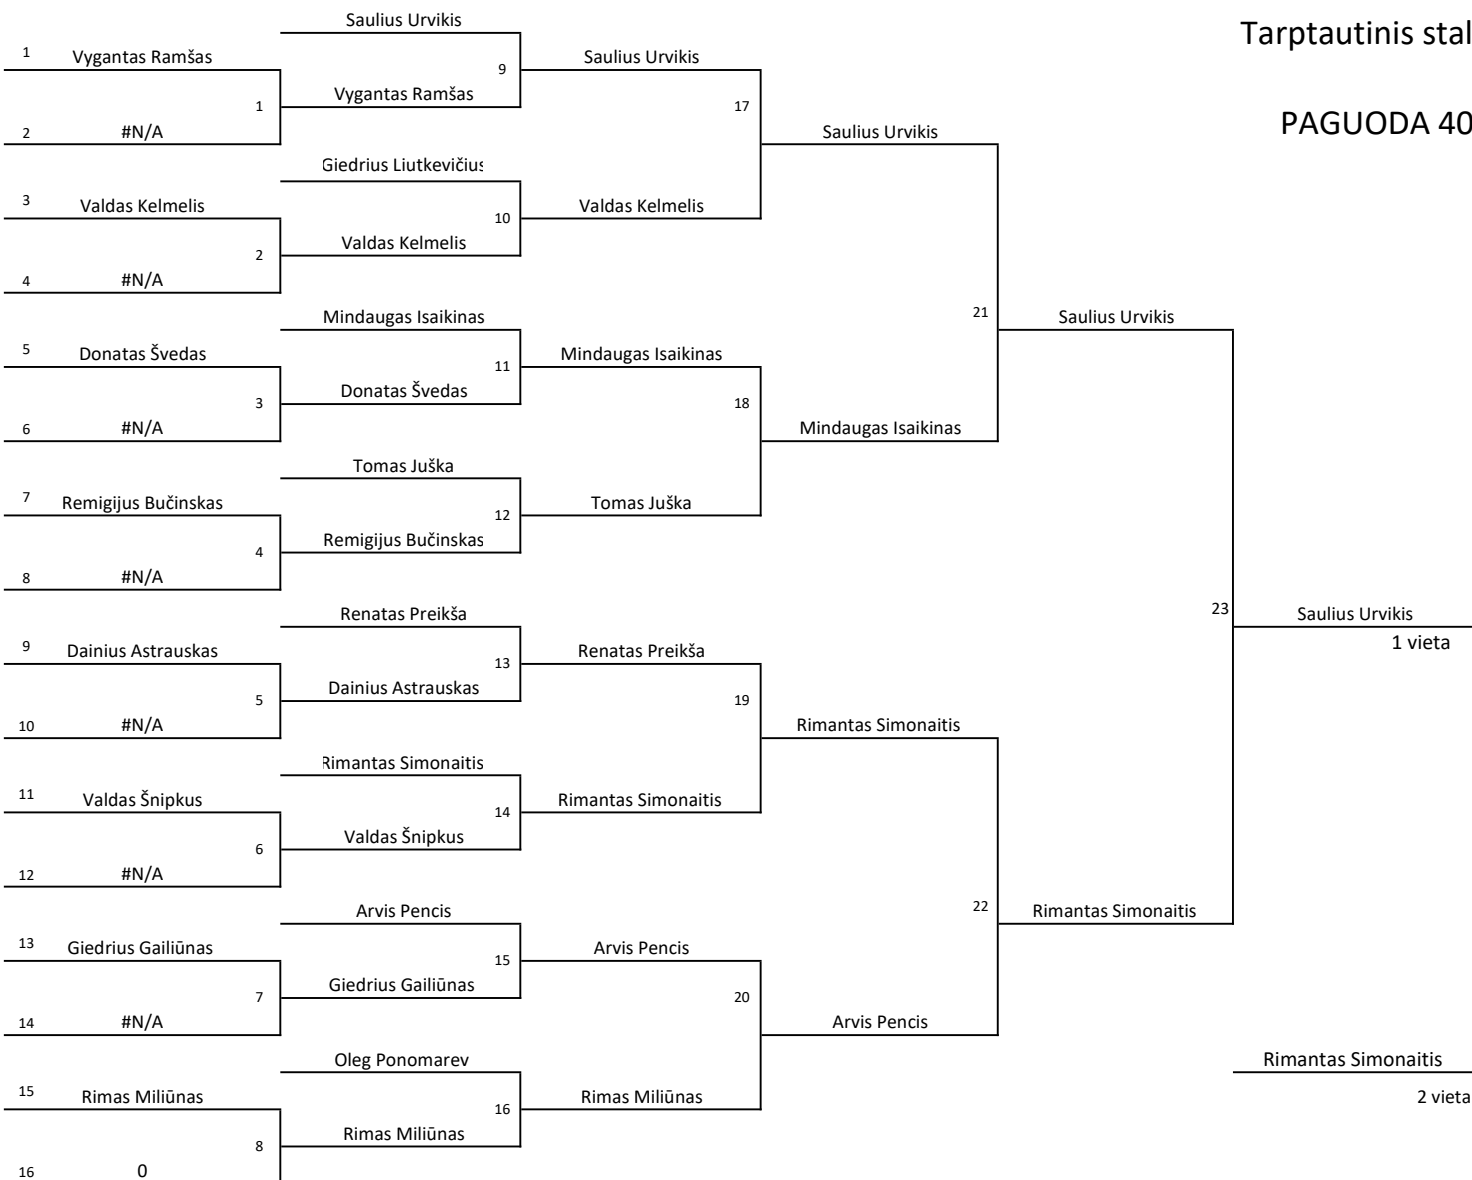 Saulius Urvikis
Tarptautinis stal
1 Vygantas Ramšas
9 Saulius Urvikis
1 Vygantas Ramšas
17
2 #N/A
Saulius Urvikis
PAGUODA 40
Giedrius Liutkevičius
3 Valdas Kelmelis
10 Valdas Kelmelis
2 Valdas Kelmelis
4 #N/A
Mindaugas Isaikinas
21 Saulius Urvikis
5 Donatas Švedas
11 Mindaugas Isaikinas
3 Donatas Švedas
18
6 #N/A
Mindaugas Isaikinas
Tomas Juška
7 Remigijus Bučinskas
12 Tomas Juška
4 Remigijus Bučinskas
8 #N/A
Renatas Preikša
23 Saulius Urvikis
1 vieta
9 Dainius Astrauskas
13 Renatas Preikša
5 Dainius Astrauskas
19
10 #N/A
Rimantas Simonaitis
Rimantas Simonaitis
11 Valdas Šnipkus
14 Rimantas Simonaitis
6 Valdas Šnipkus
12 #N/A
Arvis Pencis
22 Rimantas Simonaitis
13 Giedrius Gailiūnas
15 Arvis Pencis
7 Giedrius Gailiūnas
20
14 #N/A
Arvis Pencis
Oleg Ponomarev
Rimantas Simonaitis
15 Rimas Miliūnas
16 Rimas Miliūnas
2 vieta
8 Rimas Miliūnas
16 0